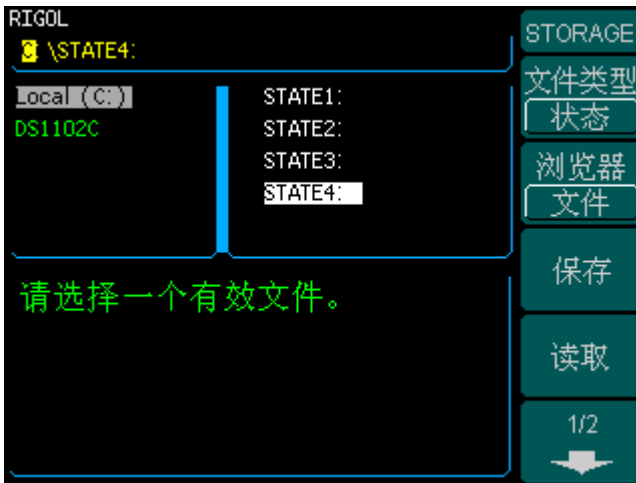 RIGOL
C \STATE4:
Local (C:)
DS1102C
STATE1:
STATE2:
STATE3:
STATE4:
请选择一个有效文件。
STORAGE
文件类型
状态
浏览器
文件
保存
读取
1/2